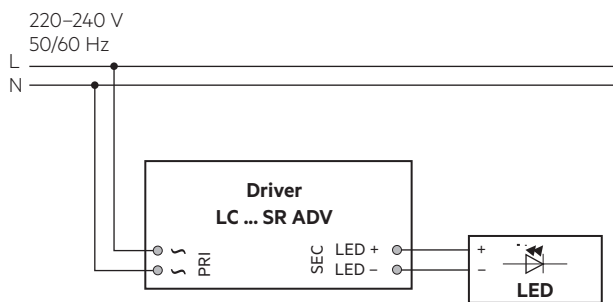 220–240 V
50/60 Hz
L
N
Driver
LC ... SR ADV
~
~
PRI
SEC
LED +
LED –
+
–
LED